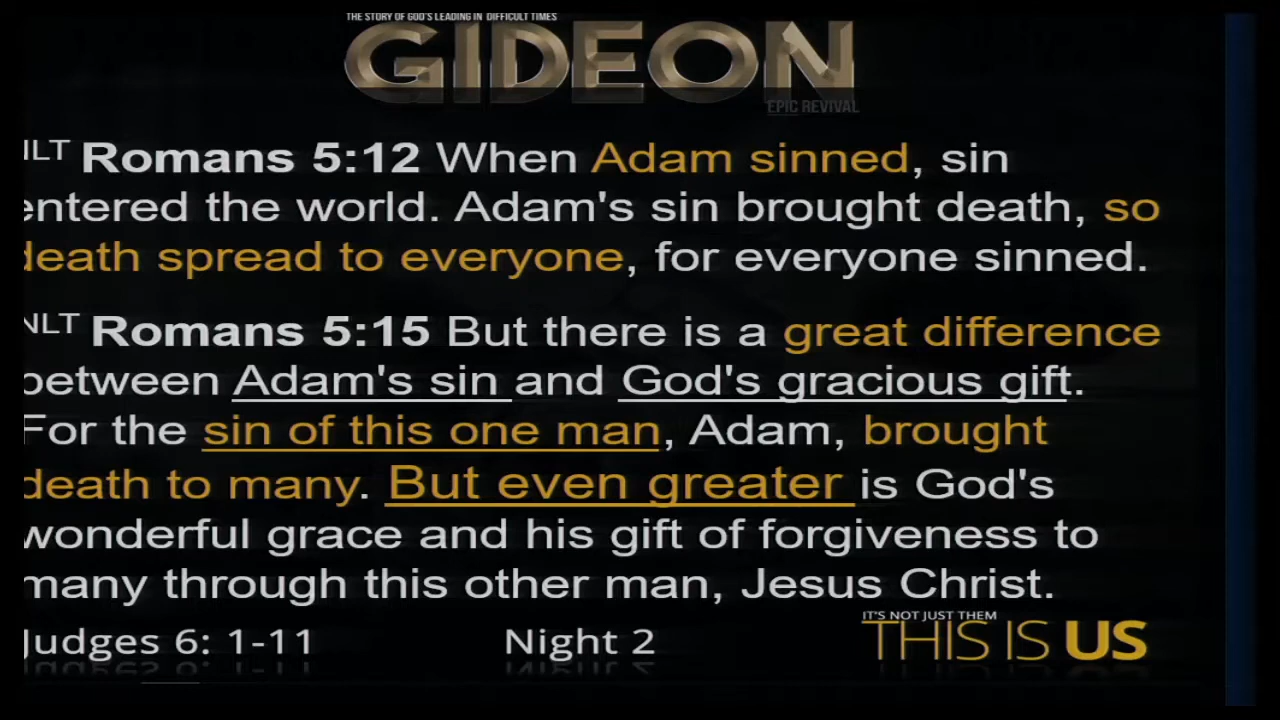 THE STORY OF GOD'S LEADING IN DIFFICULT TIMES
GIDEON
EPIC REVIVAL
NLT Romans 5:12 When Adam sinned, sin
entered the world. Adam's sin brought death, so
death spread to everyone, for everyone sinned.
NLT Romans 5:15 But there is a great difference
between Adam's sin and God's gracious gift.
For the sin of this one man, Adam, brought
death to many. But even greater is God's
wonderful grace and his gift of forgiveness to
many through this other man, Jesus Christ.
IT'S NOT JUST THEM
Judges 6: 1-11 Night 2 THIS IS US